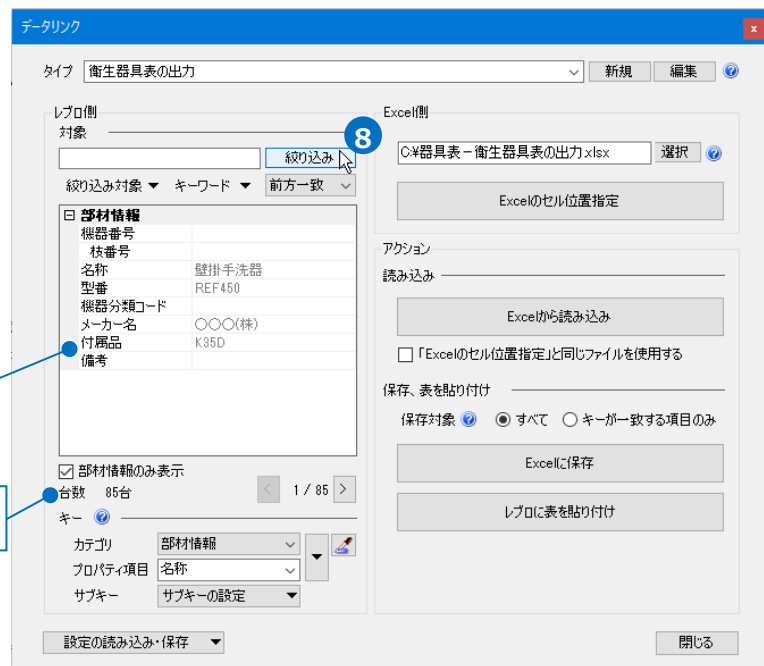 データリンク
x
タイプ 衛生器具表の出力 新規 編集 ?
レブロ側
対象
8
絞り込み
絞り込み対象 ▼ キーワード ▼ 前方一致
部材情報
機器番号
枝番号
名称 壁掛手洗器
型番 REF450
機器分類コード
メーカー名 〇〇〇(株)
付属品 K35D
備考
部材情報のみ表示
台数 85台 < 1 / 85 >
キー ?
カテゴリ 部材情報
プロパティ項目 名称
サブキー サブキーの設定 ▼
設定の読み込み・保存 ▼
Excel側
C:¥器具表－衛生器具表の出力.xlsx 選択 ?
Excelのセル位置指定
アクション
読み込み
Excelから読み込み
「Excelのセル位置指定」と同じファイルを使用する
保存、表を貼り付け
保存対象 ? すべて キーが一致する項目のみ
Excelに保存
レブロに表を貼り付け
閉じる